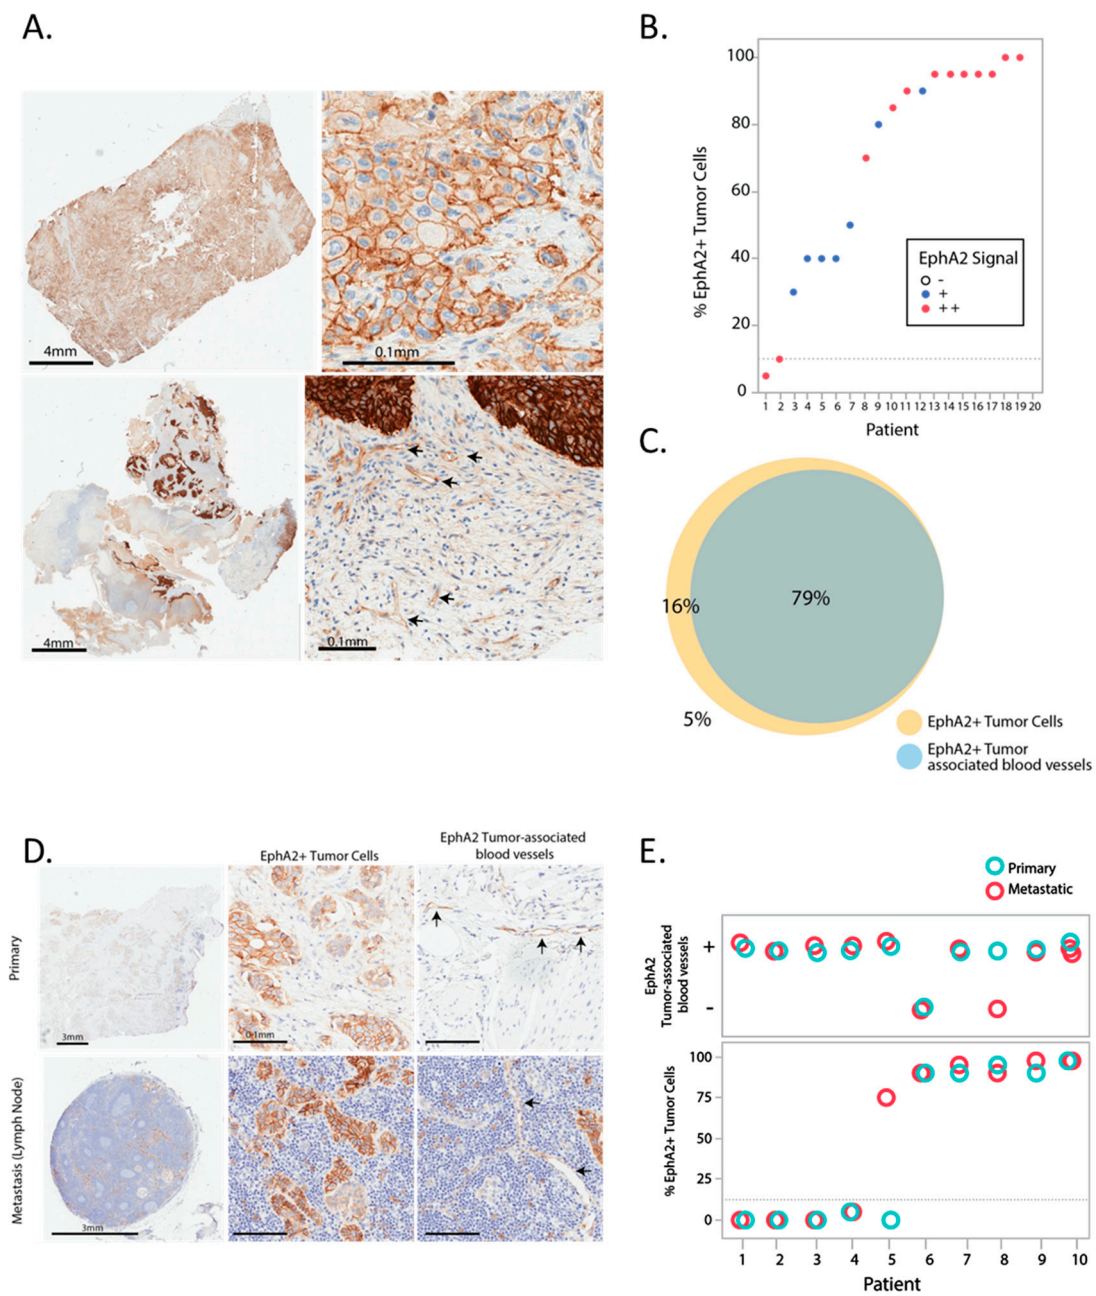 A.
4mm
0.1mm
4mm
0.1mm
B.
% EphA2+ Tumor Cells
100
80
60
40
20
0
EphA2 Signal
-
+
++
1 2 3 4 5 6 7 8 9 10 11 12 13 14 15 16 17 18 19 20
Patient
C.
16%
79%
5%
EphA2+ Tumor Cells
EphA2+ Tumor
associated blood vessels
D.
EphA2+ Tumor Cells
EphA2 Tumor-associated
blood vessels
Primary
3mm
0.1mm
Metastasis (Lymph Node)
3mm
E.
Primary
Metastatic
EphA2
Tumor-associated
blood vessels
+
-
% EphA2+ Tumor Cells
100
75
50
25
0
1 2 3 4 5 6 7 8 9 10
Patient